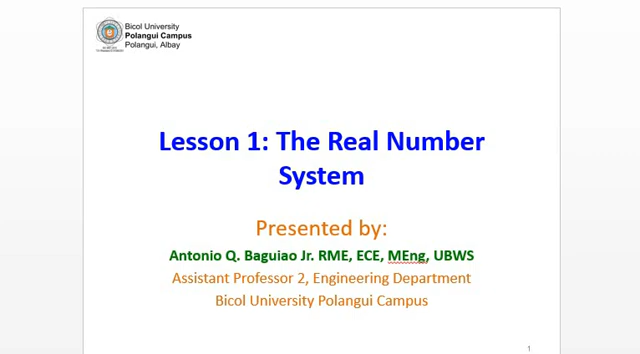 Bicol University
Polangui Campus
Polangui, Albay
Lesson 1: The Real Number
System
Presented by:
Antonio Q. Baguiao Jr. RME, ECE, MEng, UBWS
Assistant Professor 2, Engineering Department
Bicol University Polangui Campus
1